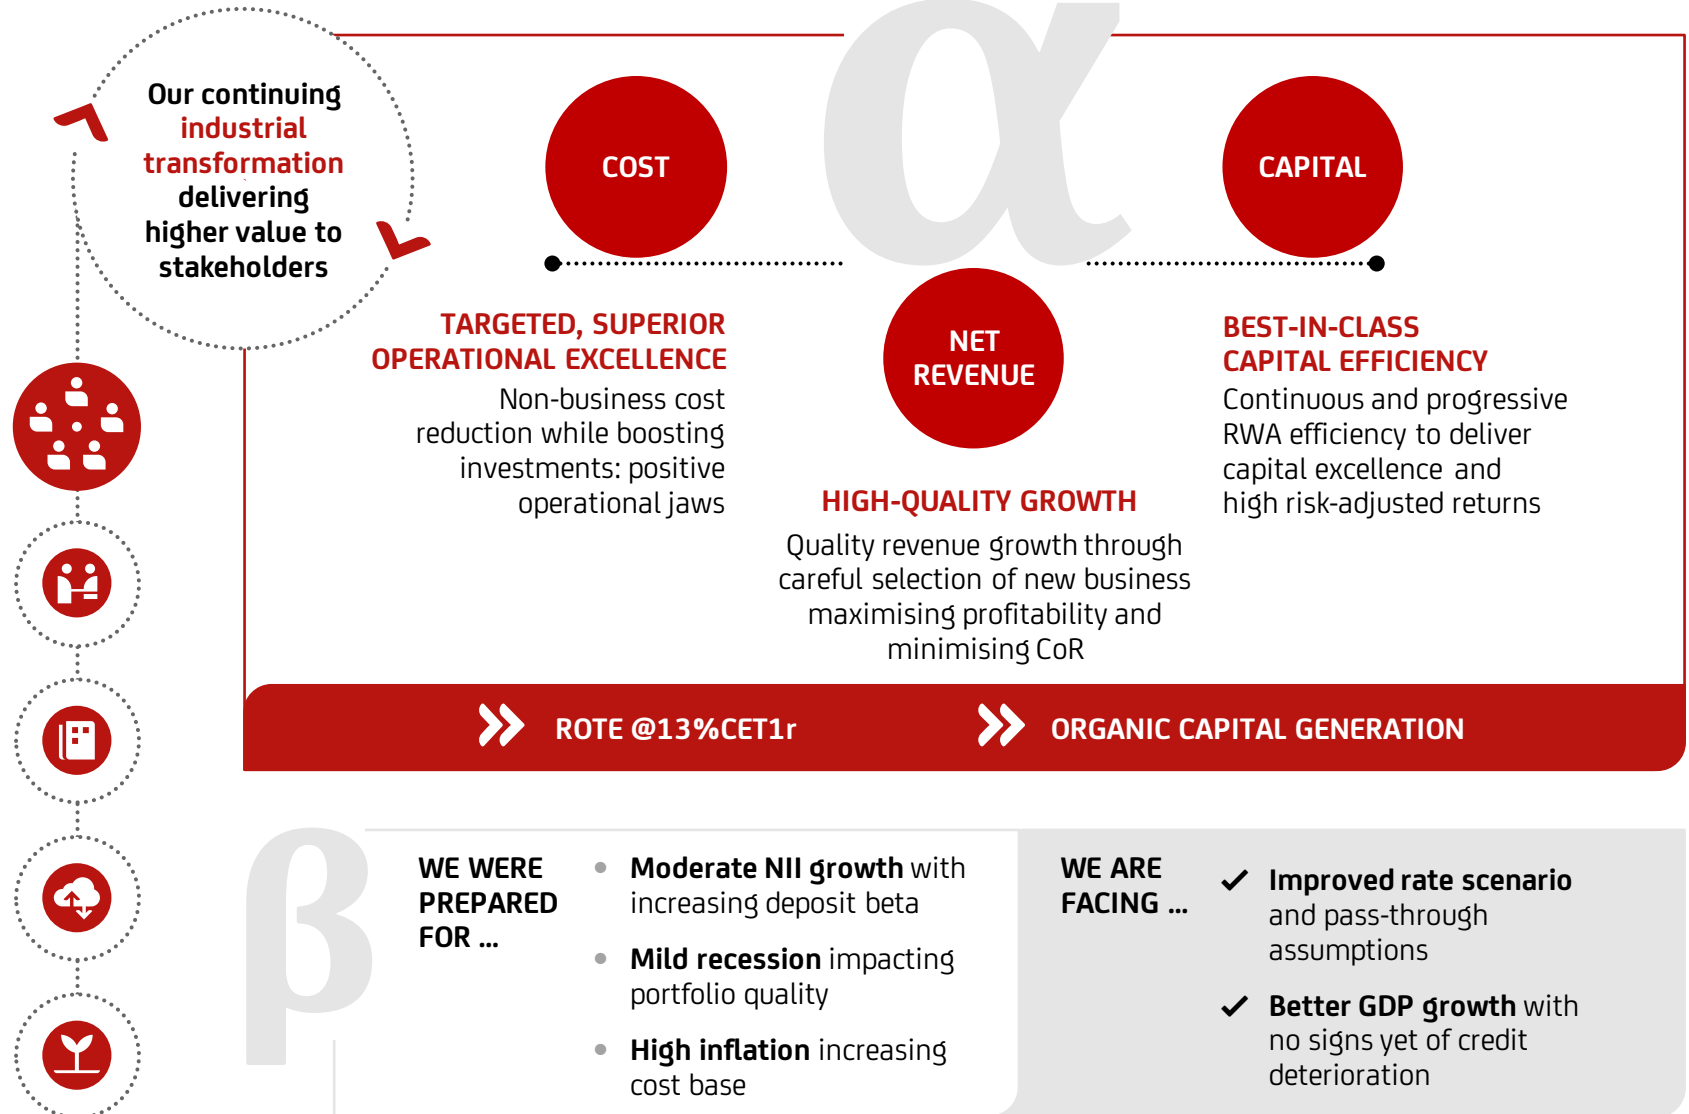 Our continuing
industrial
transformation
delivering
higher value to
stakeholders
α
COST
CAPITAL
NET
REVENUE
TARGETED, SUPERIOR
OPERATIONAL EXCELLENCE
Non-business cost
reduction while boosting
investments: positive
operational jaws
HIGH-QUALITY GROWTH
Quality revenue growth through
careful selection of new business
maximising profitability and
minimising CoR
BEST-IN-CLASS
CAPITAL EFFICIENCY
Continuous and progressive
RWA efficiency to deliver
capital excellence and
high risk-adjusted returns
ROTE @13%CET1r
ORGANIC CAPITAL GENERATION
β
WE WERE
PREPARED
FOR ...
Moderate NII growth with
increasing deposit beta
Mild recession impacting
portfolio quality
High inflation increasing
cost base
WE ARE
FACING ...
Improved rate scenario
and pass-through
assumptions
Better GDP growth with
no signs yet of credit
deterioration